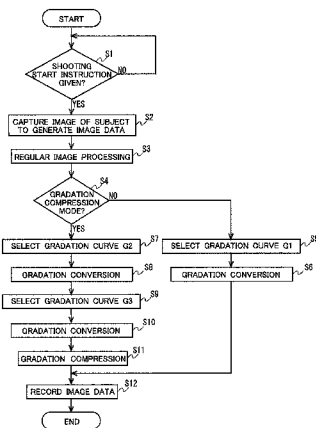 START
S1
SHOOTING
START INSTRUCTION
GIVEN?
NO
YES
S2
CAPTURE IMAGE OF SUBJECT
TO GENERATE IMAGE DATA
S3
REGULAR IMAGE PROCESSING
S4
GRADATION
COMPRESSION
MODE?
NO
YES
S7
SELECT GRADATION CURVE G2
S5
SELECT GRADATION CURVE G1
S8
GRADATION CONVERSION
S6
GRADATION CONVERSION
S9
SELECT GRADATION CURVE G3
S10
GRADATION CONVERSION
S11
GRADATION COMPRESSION
S12
RECORD IMAGE DATA
END